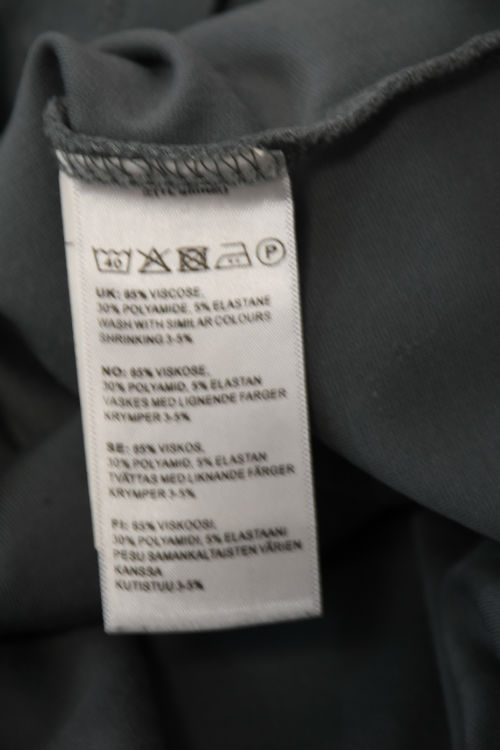 40 P
UK: 65% VISCOSE,
30% POLYAMIDE, 5% ELASTANE
WASH WITH SIMILAR COLOURS
SHRINKING 3-5%
NO: 65% VISKOSE,
30% POLYAMID, 5% ELASTAN
VASKES MED LIGNENDE FARGER
KRYMPER 3-5%
SE: 65% VISKOS,
30% POLYAMID, 5% ELASTAN
TVÄTTAS MED LIKNANDE FÄRGER
KRYMPER 3-5%
FI: 65% VISKOOSI,
30% POLYAMIDI, 5% ELASTAANI
PESU SAMANKALTAISTEN VÄRIEN
KANSSA
KUTISTUU 3-5%